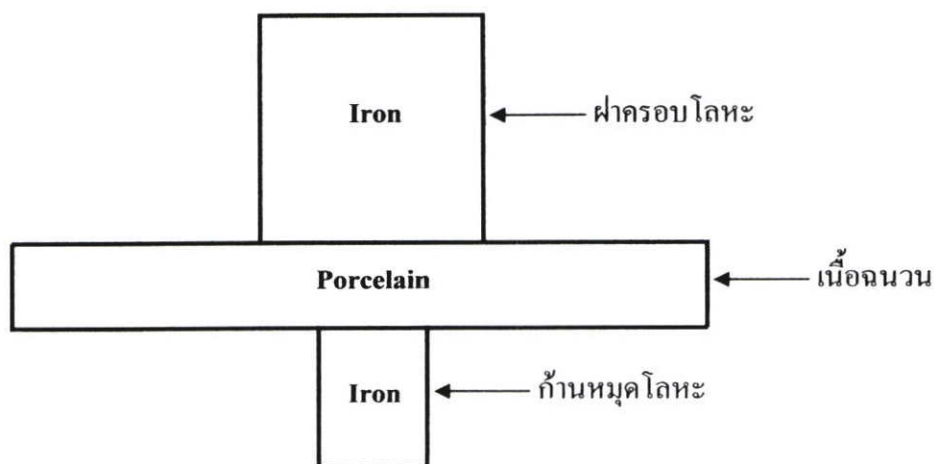 Iron
ฝาครอบโลหะ
Porcelain
เนื้อฉนวน
Iron
ก้านหมุดโลหะ